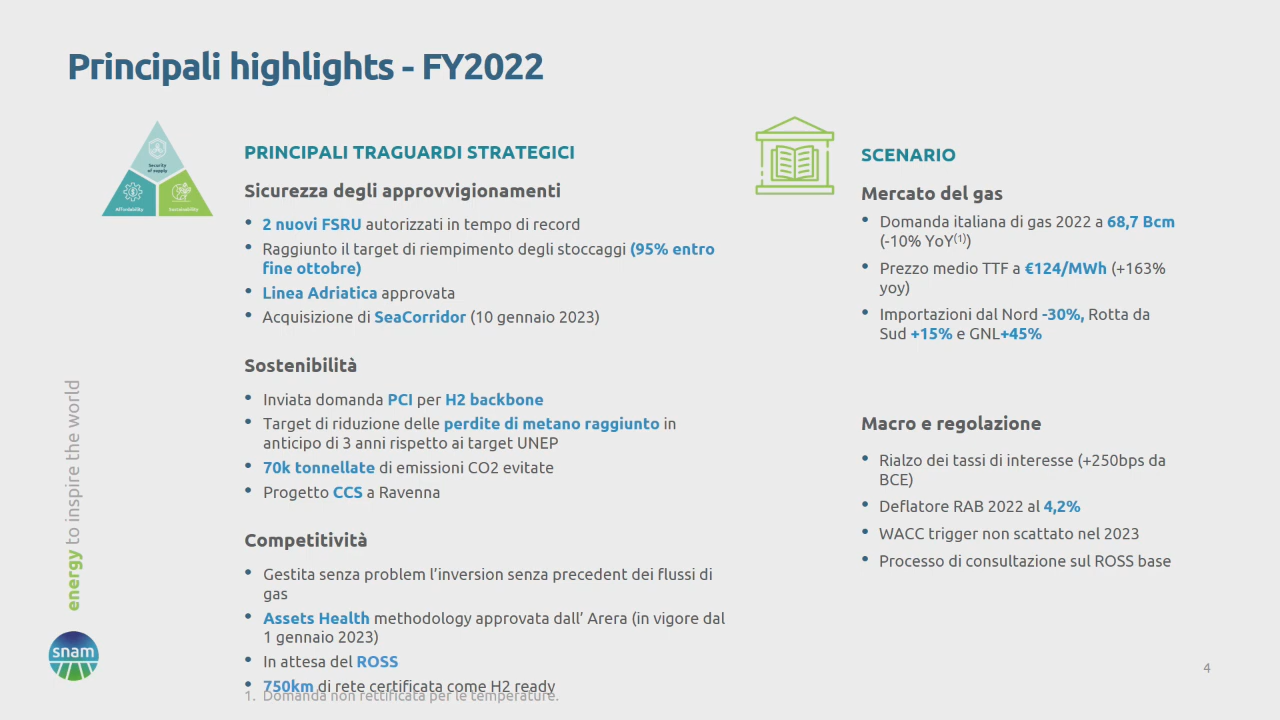 Principali highlights - FY2022
Security
of supply
Affordability
Sustainability
PRINCIPALI TRAGUARDI STRATEGICI
Sicurezza degli approvvigionamenti
• 2 nuovi FSRU autorizzati in tempo di record
• Raggiunto il target di riempimento degli stoccaggi (95% entro
fine ottobre)
• Linea Adriatica approvata
• Acquisizione di SeaCorridor (10 gennaio 2023)
Sostenibilità
• Inviata domanda PCI per H2 backbone
• Target di riduzione delle perdite di metano raggiunto in
anticipo di 3 anni rispetto ai target UNEP
• 70k tonnellate di emissioni CO2 evitate
• Progetto CCS a Ravenna
Competitività
• Gestita senza problem l’inversion senza precedent dei flussi di
gas
• Assets Health methodology approvata dall’ Arera (in vigore dal
1 gennaio 2023)
• In attesa del ROSS
• 750km di rete certificata come H2 ready
1. Domanda non rettificata per le temperature.
SCENARIO
Mercato del gas
• Domanda italiana di gas 2022 a 68,7 Bcm
(-10% YoY(1))
• Prezzo medio TTF a €124/MWh (+163%
yoy)
• Importazioni dal Nord -30%, Rotta da
Sud +15% e GNL+45%
Macro e regolazione
• Rialzo dei tassi di interesse (+250bps da
BCE)
• Deflatore RAB 2022 al 4,2%
• WACC trigger non scattato nel 2023
• Processo di consultazione sul ROSS base
energy to inspire the world
snam
4